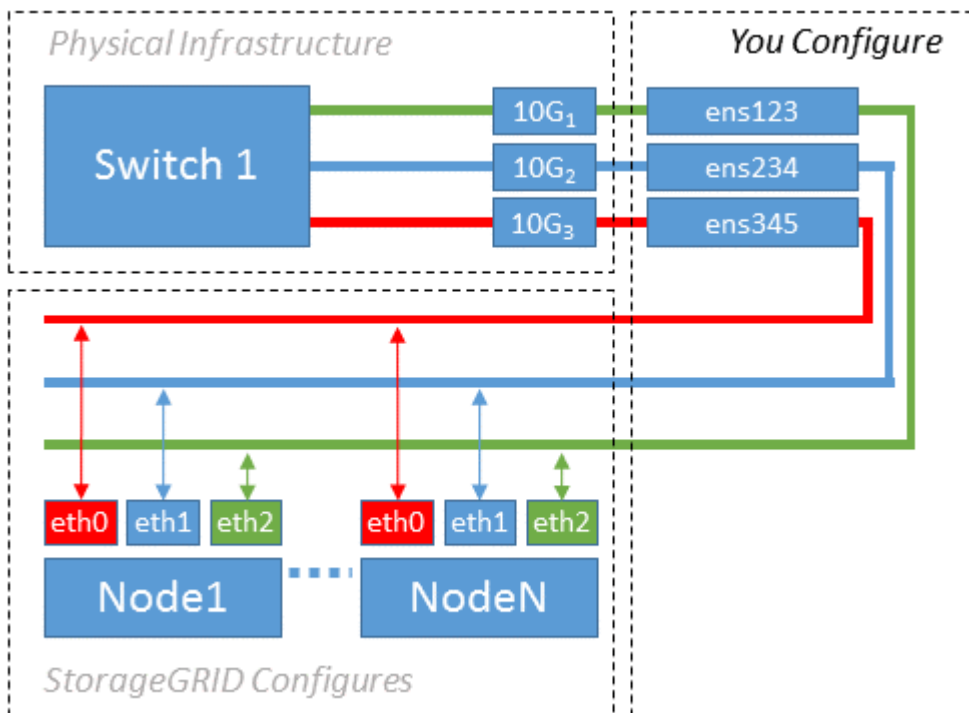 Physical Infrastructure
You Configure
Switch 1
10G₁
ens123
10G₂
ens234
10G₃
ens345
eth0
eth1
eth2
eth0
eth1
eth2
Node1
NodeN
StorageGRID Configures